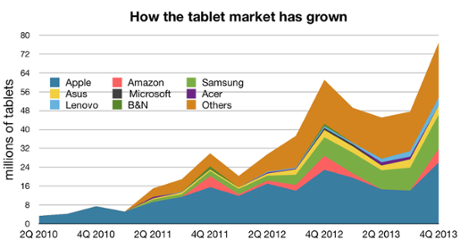 How the tablet market has grown
80
72
64
56
48
40
32
24
16
8
0
millions of tablets
Apple Amazon Samsung
Asus Microsoft Acer
Lenovo B&N Others
2Q 2010 4Q 2010 2Q 2011 4Q 2011 2Q 2012 4Q 2012 2Q 2013 4Q 2013